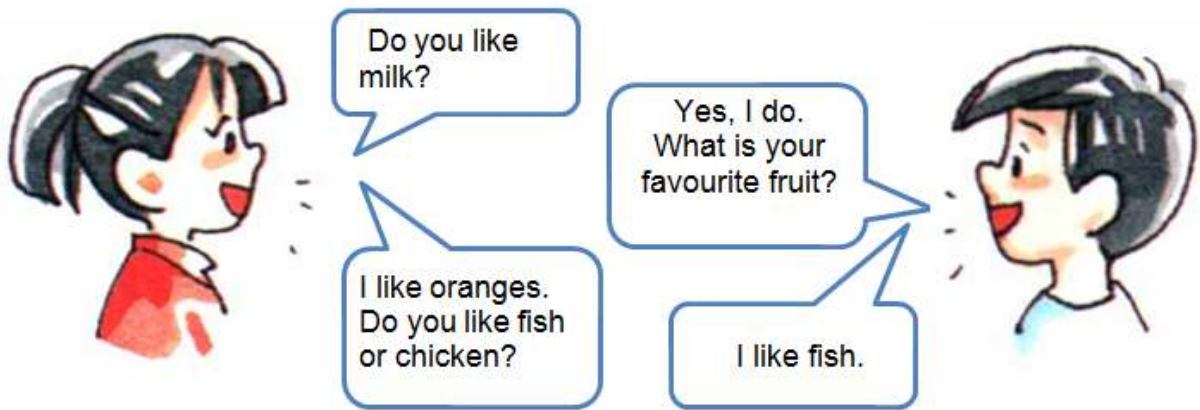 Do you like
milk?
Yes, I do.
What is your
favourite fruit?
I like oranges.
Do you like fish
or chicken?
I like fish.